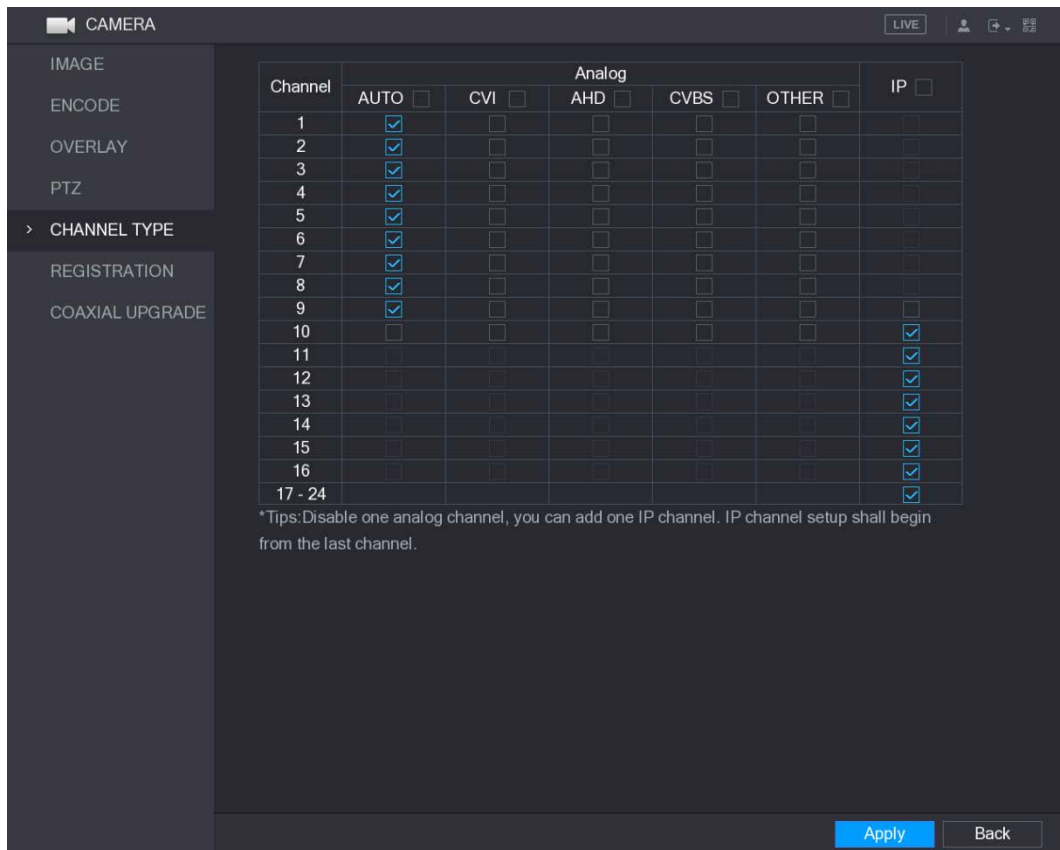 CAMERA
LIVE
IMAGE
ENCODE
OVERLAY
PTZ
> CHANNEL TYPE
REGISTRATION
COAXIAL UPGRADE
Channel
Analog
IP
AUTO CVI AHD CVBS OTHER
1
2
3
4
5
6
7
8
9
10
11
12
13
14
15
16
17 - 24
*Tips:Disable one analog channel, you can add one IP channel. IP channel setup shall begin
from the last channel.
Apply Back